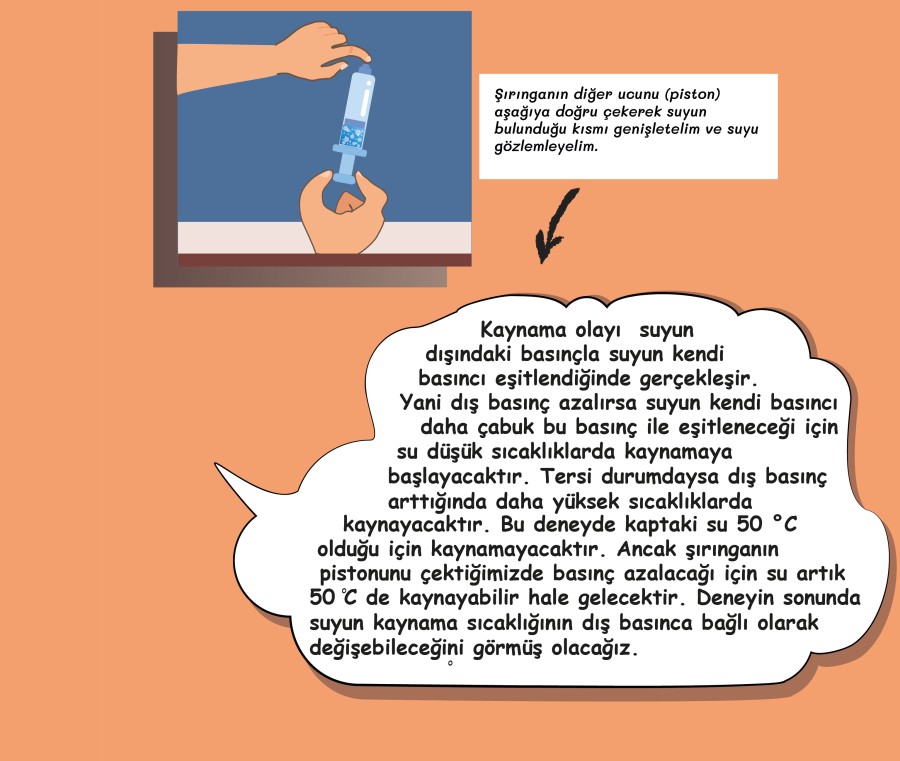 Şırınganın diğer ucunu (piston)
aşağıya doğru çekerek suyun
bulunduğu kısmı genişletelim ve suyu
gözlemleyelim.
Kaynama olayı suyun
dışındaki basınçla suyun kendi
basıncı eşitlendiğinde gerçekleşir.
Yani dış basınç azalırsa suyun kendi basıncı
daha çabuk bu basınç ile eşitleneceği için
su düşük sıcaklıklarda kaynamaya
başlayacaktır. Tersi durumdaysa dış basınç
arttığında daha yüksek sıcaklıklarda
kaynayacaktır. Bu deneyde kaptaki su 50 °C
olduğu için kaynamayacaktır. Ancak şırınganın
pistonunu çektiğimizde basınç azalacağı için su artık
50 °C de kaynayabilir hale gelecektir. Deneyin sonunda
suyun kaynama sıcaklığının dış basınca bağlı olarak
değişebileceğini görmüş olacağız.
°